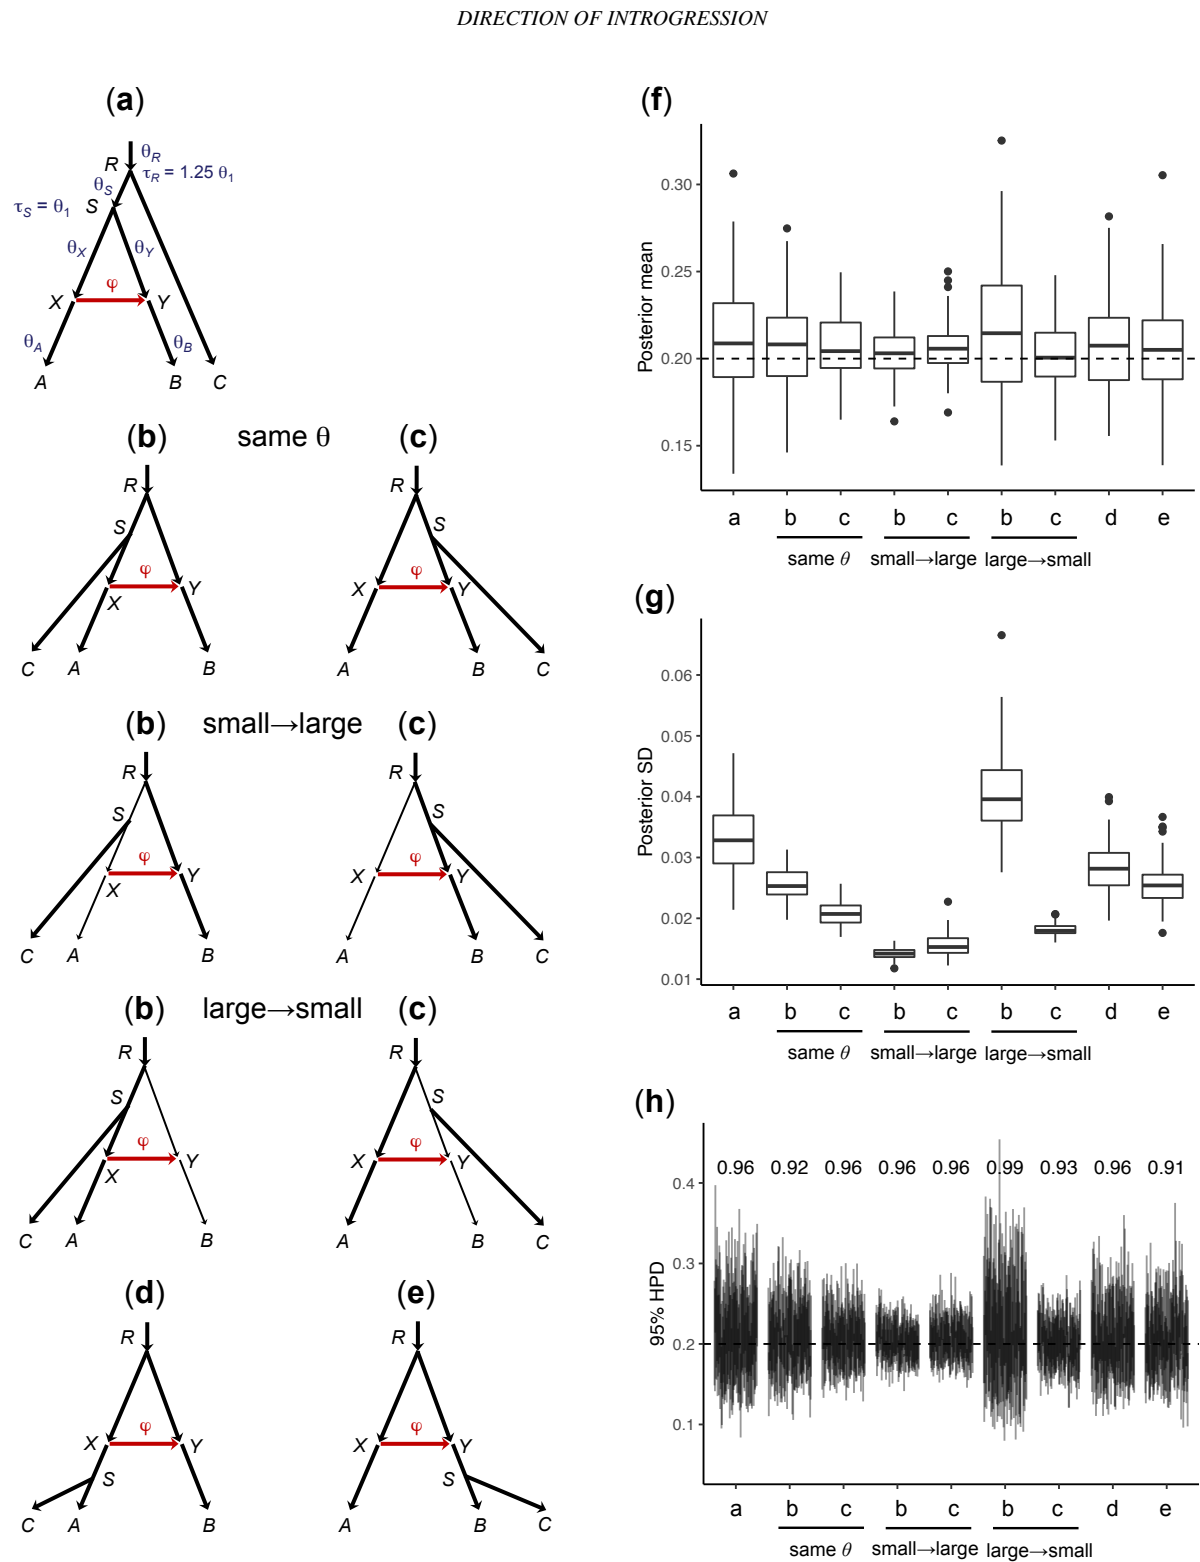 DIRECTION OF INTROGRESSION
(a)
θR
R
τR = 1.25 θ1
θS
τS = θ1
S
θX
θY
φ
X
Y
θA
θB
A
B
C
(b) same θ (c)
R
S
φ
X
Y
C
A
B
R
S
φ
X
Y
A
B
C
(b) small→large (c)
R
S
φ
X
Y
C
A
B
R
S
φ
X
Y
A
B
C
(b) large→small (c)
R
S
φ
X
Y
C
A
B
R
S
φ
X
Y
A
B
C
(d)
(e)
R
φ
X
Y
S
C
A
B
R
φ
X
Y
S
A
B
C
(f)
Posterior mean
0.30
0.25
0.20
0.15
a b c b c b c d e
same θ small→large large→small
(g)
Posterior SD
0.06
0.05
0.04
0.03
0.02
0.01
a b c b c b c d e
same θ small→large large→small
(h)
95% HPD
0.96 0.92 0.96 0.96 0.96 0.99 0.93 0.96 0.91
0.4
0.3
0.2
0.1
a b c b c b c d e
same θ small→large large→small